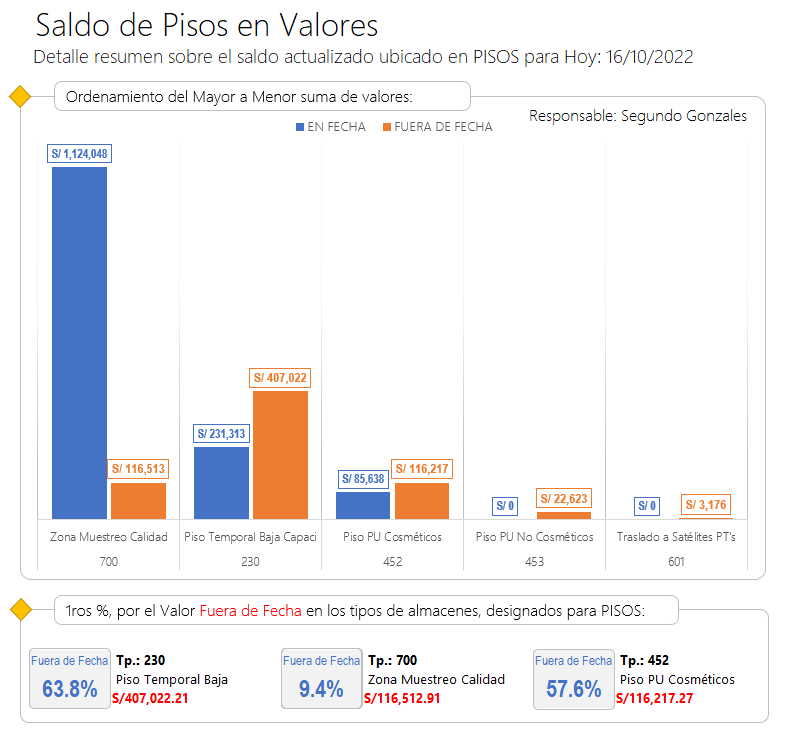 Saldo de Pisos en Valores
Detalle resumen sobre el saldo actualizado ubicado en PISOS para Hoy: 16/10/2022
Ordenamiento del Mayor a Menor suma de valores:
Responsable: Segundo Gonzales
EN FECHA FUERA DE FECHA
S/ 1,124,048
S/ 116,513
S/ 231,313
S/ 407,022
S/ 85,638
S/ 116,217
S/ 0
S/ 22,623
S/ 0
S/ 3,176
Zona Muestreo Calidad Piso Temporal Baja Capaci Piso PU Cosméticos Piso PU No Cosméticos Traslado a Satélites PT's
700 230 452 453 601
1ros %, por el Valor Fuera de Fecha en los tipos de almacenes, designados para PISOS:
Fuera de Fecha
63.8%
Tp.: 230
Piso Temporal Baja
S/407,022.21
Fuera de Fecha
9.4%
Tp.: 700
Zona Muestreo Calidad
S/116,512.91
Fuera de Fecha
57.6%
Tp.: 452
Piso PU Cosméticos
S/116,217.27